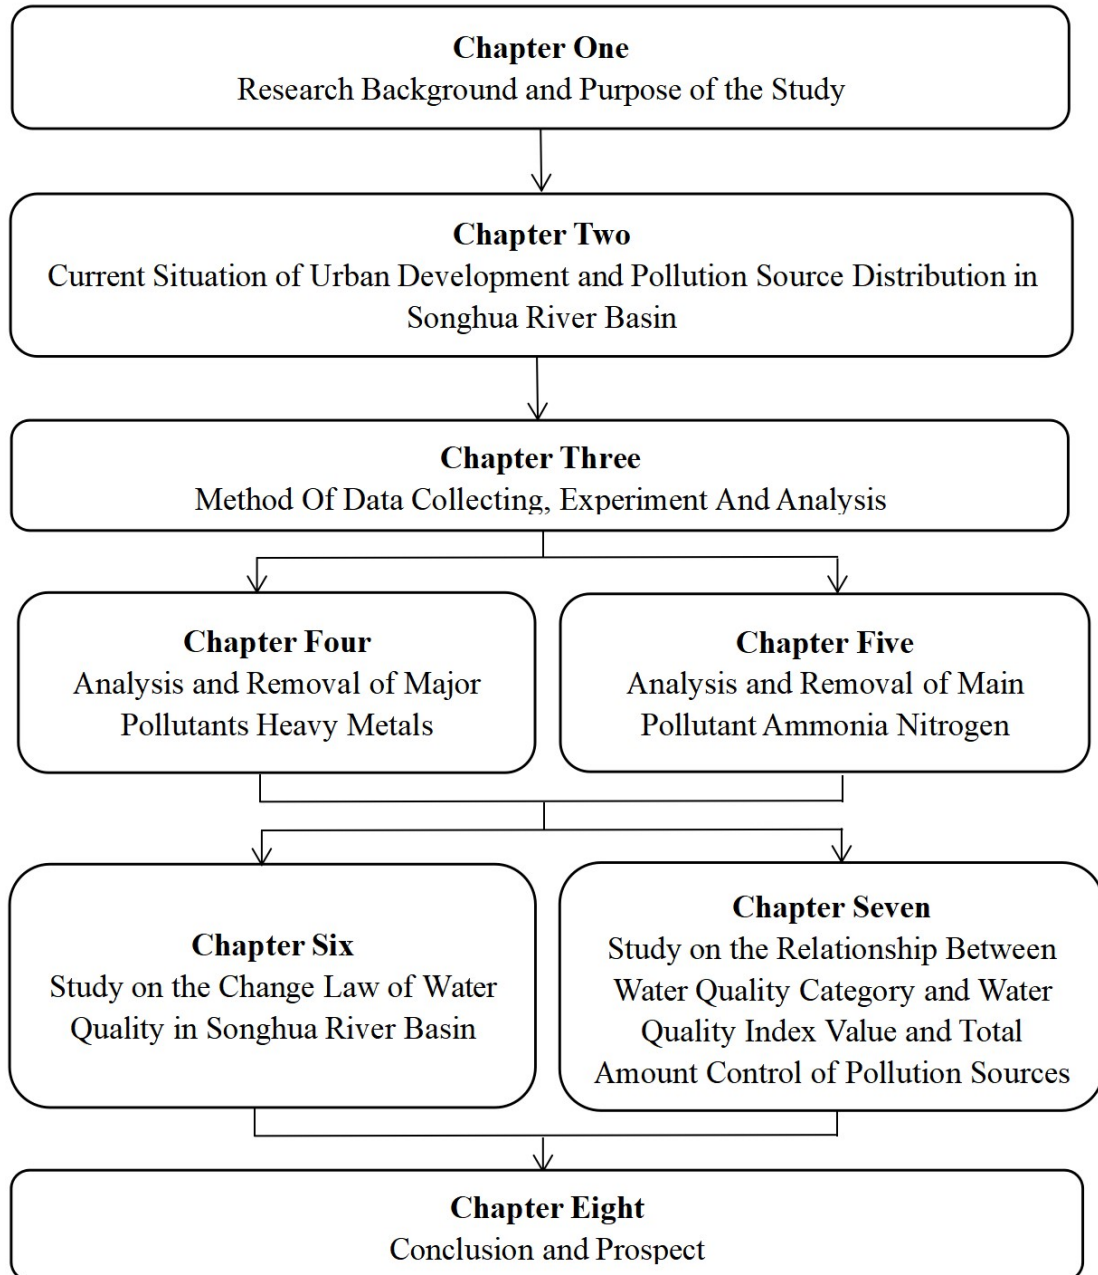 Chapter One
Research Background and Purpose of the Study
Chapter Two
Current Situation of Urban Development and Pollution Source Distribution in
Songhua River Basin
Chapter Three
Method Of Data Collecting, Experiment And Analysis
Chapter Four
Analysis and Removal of Major
Pollutants Heavy Metals
Chapter Five
Analysis and Removal of Main
Pollutant Ammonia Nitrogen
Chapter Six
Study on the Change Law of Water
Quality in Songhua River Basin
Chapter Seven
Study on the Relationship Between
Water Quality Category and Water
Quality Index Value and Total
Amount Control of Pollution Sources
Chapter Eight
Conclusion and Prospect